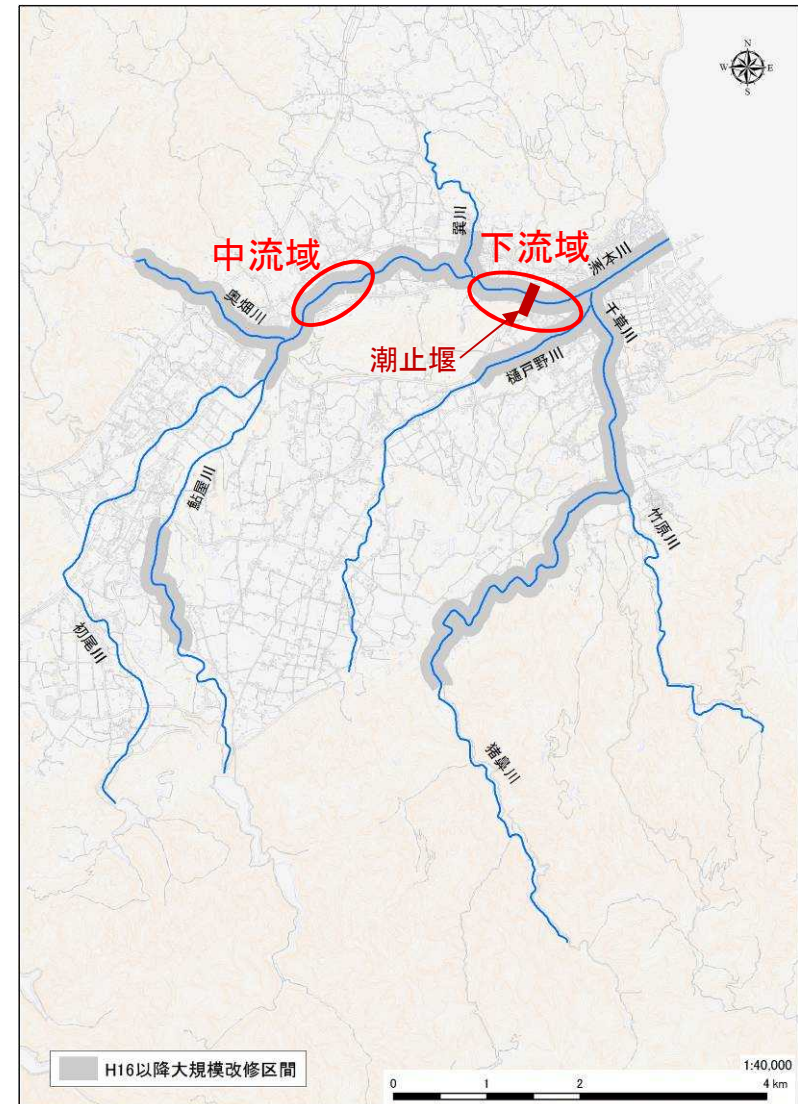 N
W E
S
中流域
巽川
下流域
洲本川
奥畑川
千草川
潮止堰
樋戸野川
鮎屋川
竹原川
初尾川
猪鼻川
H16以降大規模改修区間
1:40,000
0 1 2 4 km